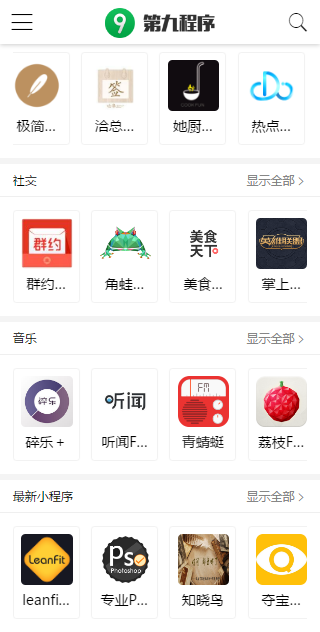 9 第九程序
签
COOK FUN
极简... 洽总... 她厨... 热点...
社交 显示全部
群约
美食
天下
群约... 角蛙... 美食... 掌上...
音乐 显示全部
碎乐
听闻
FM
碎乐 + 听闻F... 青蜻蜓 荔枝F...
最新小程序 显示全部
LeanFit
Ps
Photoshop
leanfi... 专业P... 知晓鸟 夺宝...